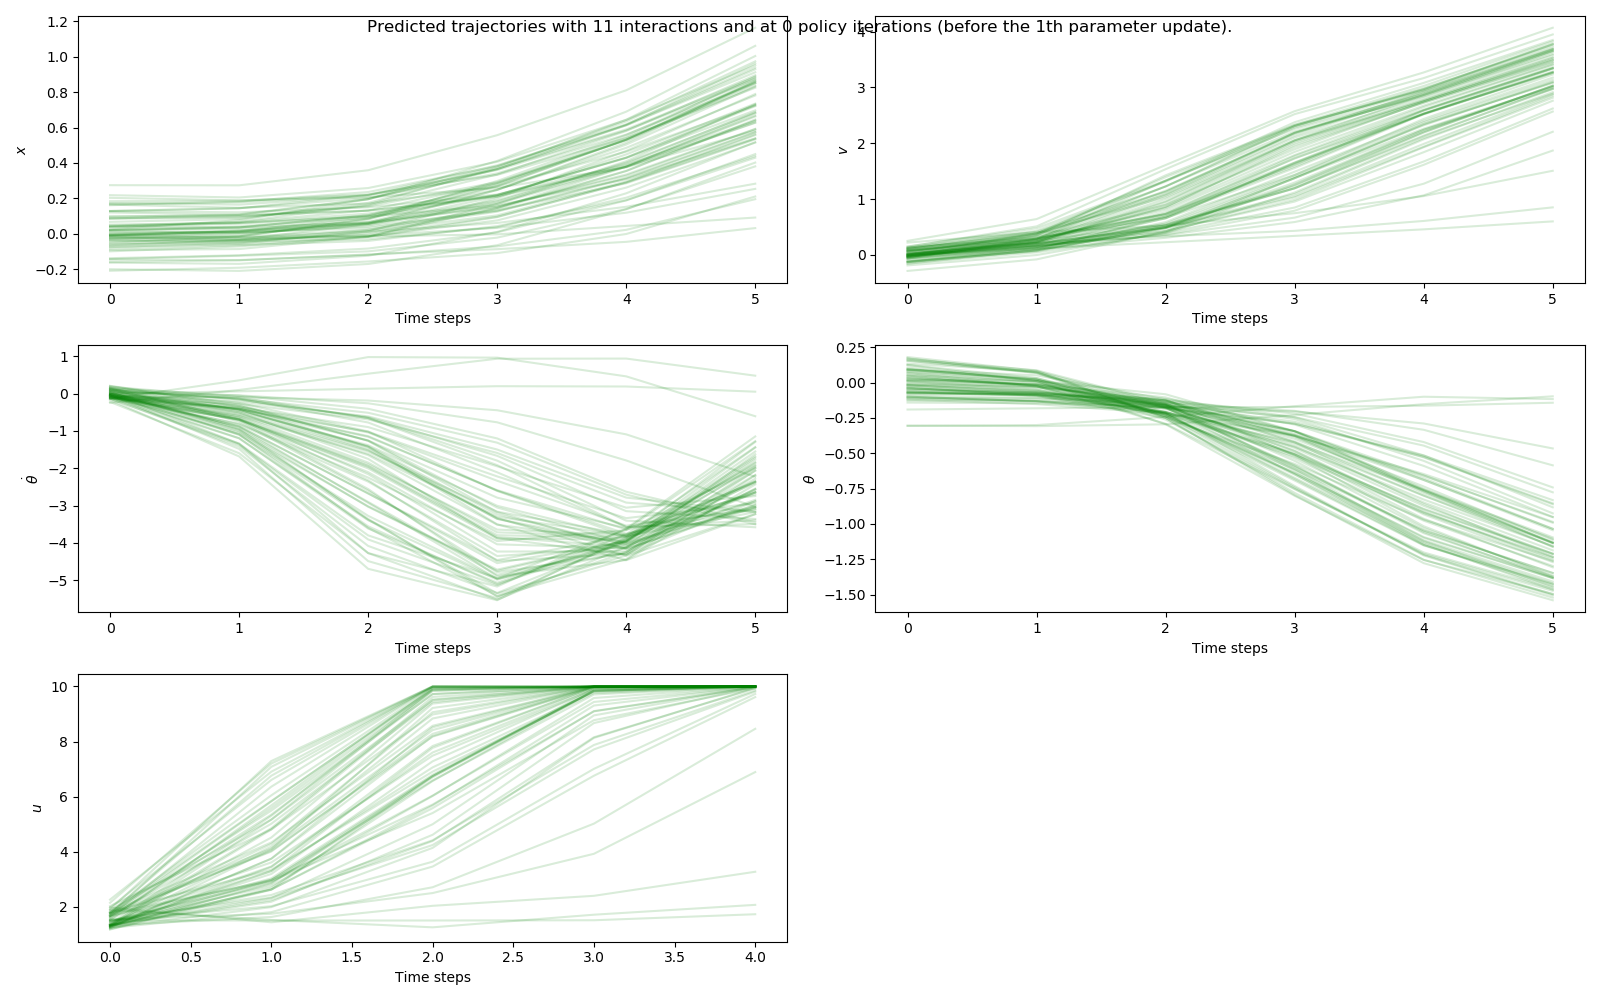 Predicted trajectories with 11 interactions and at 0 policy iterations (before the 1th parameter update).
1.2
1.0
0.8
0.6
0.4
0.2
0.0
−0.2
x
0 1 2 3 4 5
Time steps
4
3
2
1
0
v
0 1 2 3 4 5
Time steps
1
0
−1
−2
−3
−4
−5
θ̇
0 1 2 3 4 5
Time steps
0.25
0.00
−0.25
−0.50
−0.75
−1.00
−1.25
−1.50
θ
0 1 2 3 4 5
Time steps
10
8
6
4
2
u
0.0 0.5 1.0 1.5 2.0 2.5 3.0 3.5 4.0
Time steps